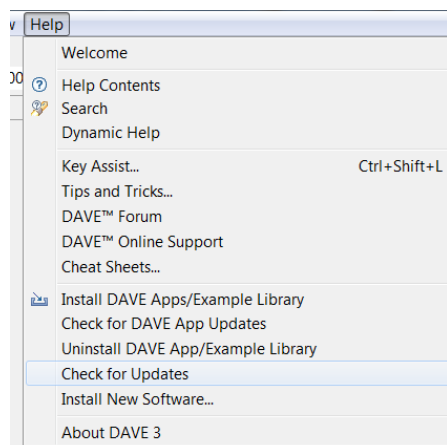 Help
Welcome
Help Contents
Search
Dynamic Help
Key Assist... Ctrl+Shift+L
Tips and Tricks...
DAVE™ Forum
DAVE™ Online Support
Cheat Sheets...
Install DAVE Apps/Example Library
Check for DAVE App Updates
Uninstall DAVE App/Example Library
Check for Updates
Install New Software...
About DAVE 3